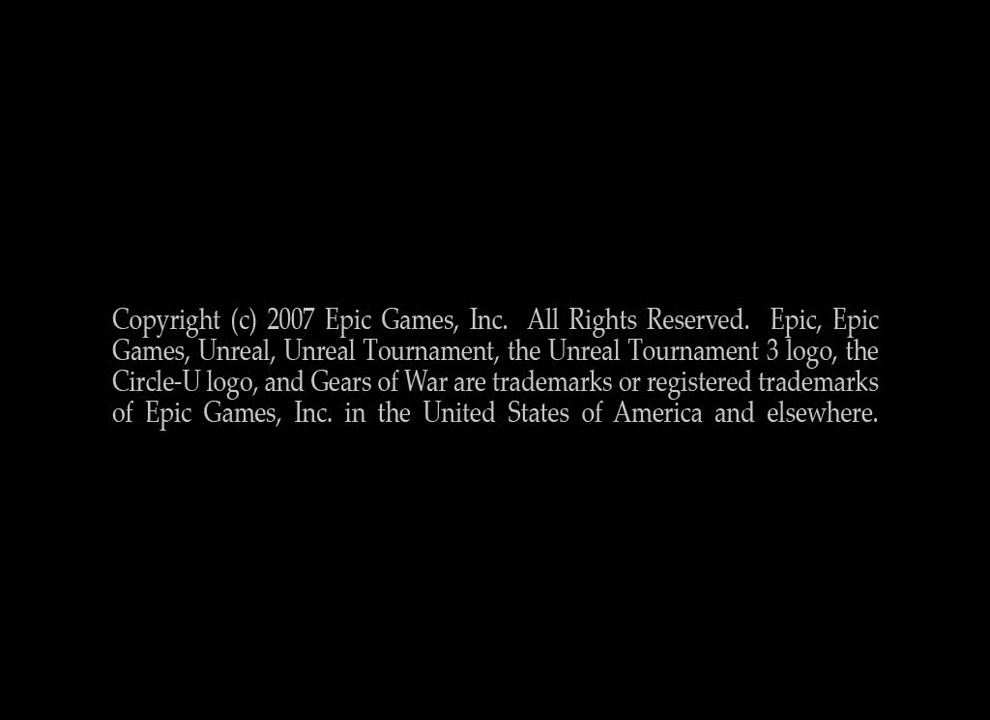 Copyright (c) 2007 Epic Games, Inc.  All Rights Reserved.  Epic, Epic
Games, Unreal, Unreal Tournament, the Unreal Tournament 3 logo, the
Circle-U logo, and Gears of War are trademarks or registered trademarks
of Epic Games, Inc. in the United States of America and elsewhere.